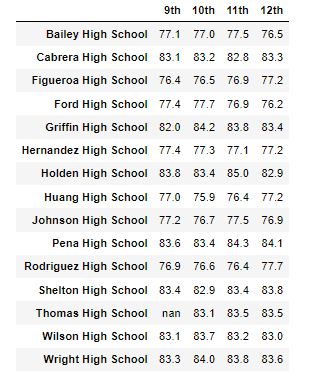 9th 10th 11th 12th
Bailey High School 77.1 77.0 77.5 76.5
Cabrera High School 83.1 83.2 82.8 83.3
Figueroa High School 76.4 76.5 76.9 77.2
Ford High School 77.4 77.7 76.9 76.2
Griffin High School 82.0 84.2 83.8 83.4
Hernandez High School 77.4 77.3 77.1 77.2
Holden High School 83.8 83.4 85.0 82.9
Huang High School 77.0 75.9 76.4 77.2
Johnson High School 77.2 76.7 77.5 76.9
Pena High School 83.6 83.4 84.3 84.1
Rodriguez High School 76.9 76.6 76.4 77.7
Shelton High School 83.4 82.9 83.4 83.8
Thomas High School nan 83.1 83.5 83.5
Wilson High School 83.1 83.7 83.2 83.0
Wright High School 83.3 84.0 83.8 83.6